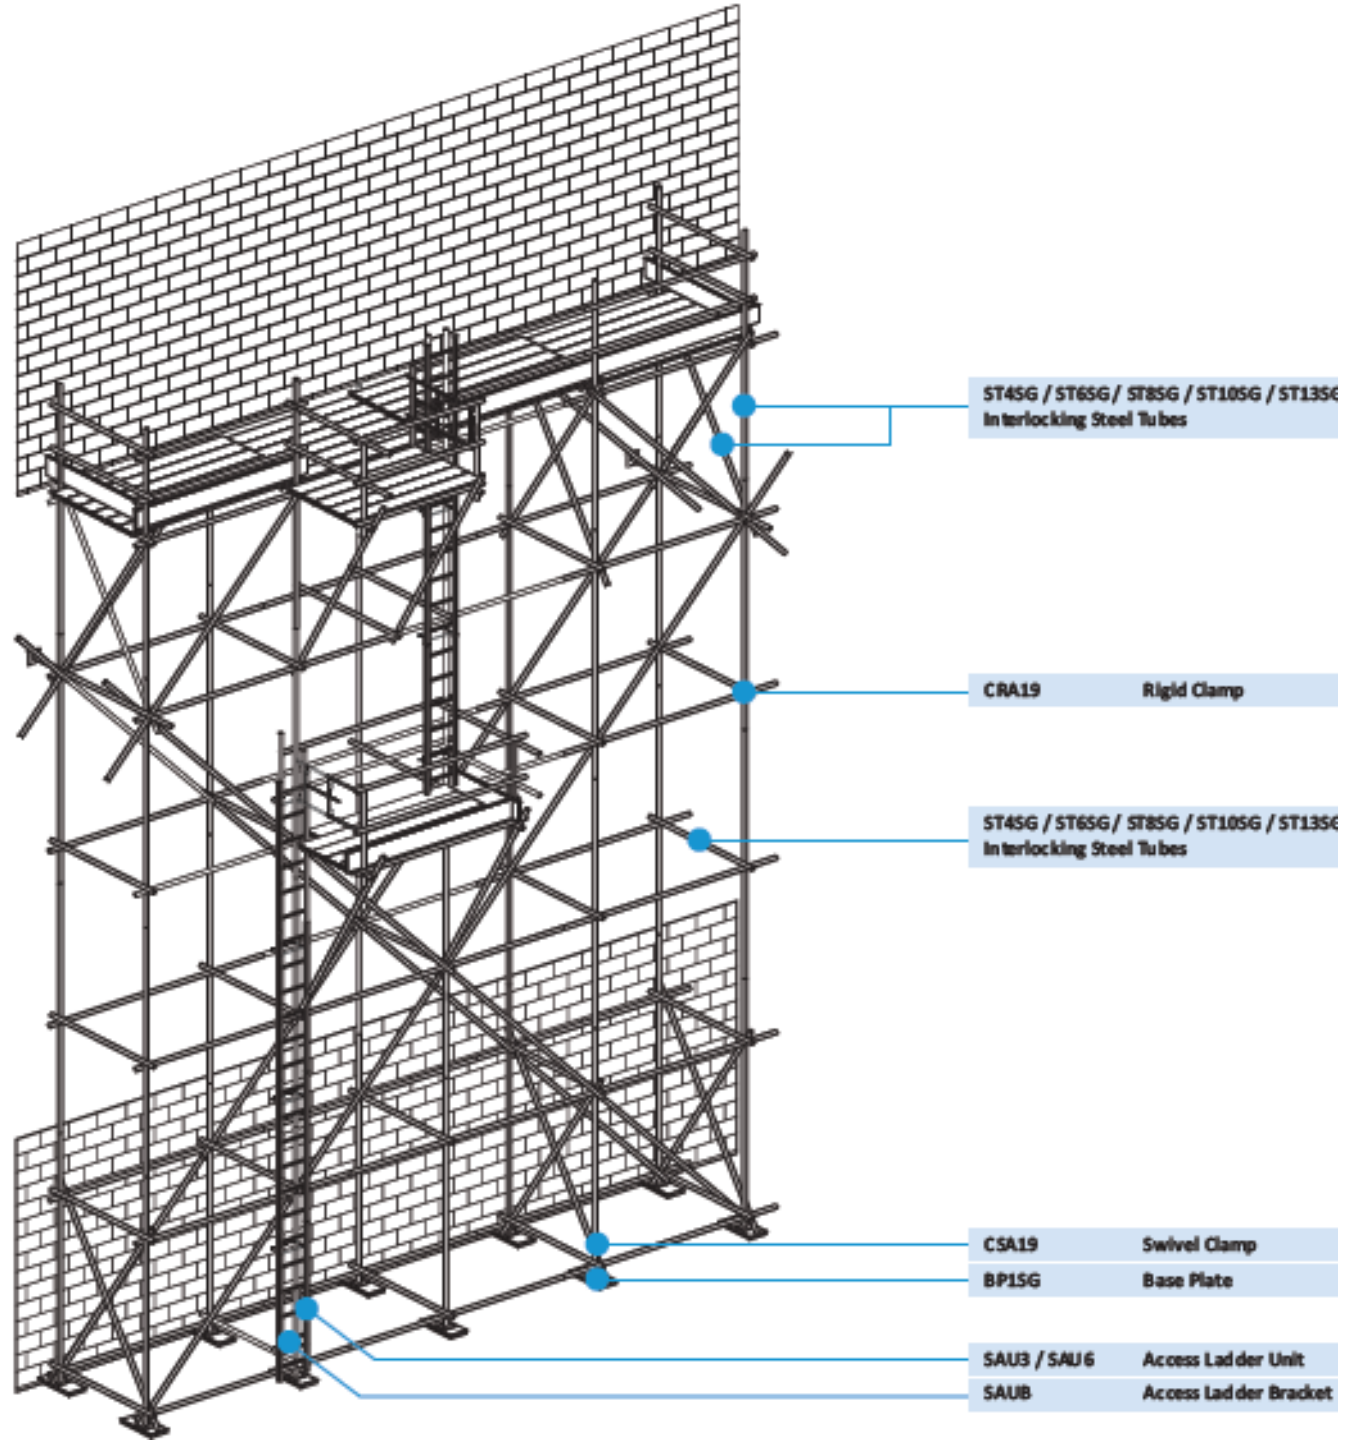 ST4SG / ST6SG / ST8SG / ST10SG / ST13SG
Interlocking Steel Tubes
CRA19 Rigid Clamp
ST4SG / ST6SG / ST8SG / ST10SG / ST13SG
Interlocking Steel Tubes
CSA19 Swivel Clamp
BP1SG Base Plate
SAU3 / SAU6 Access Ladder Unit
SAUB Access Ladder Bracket